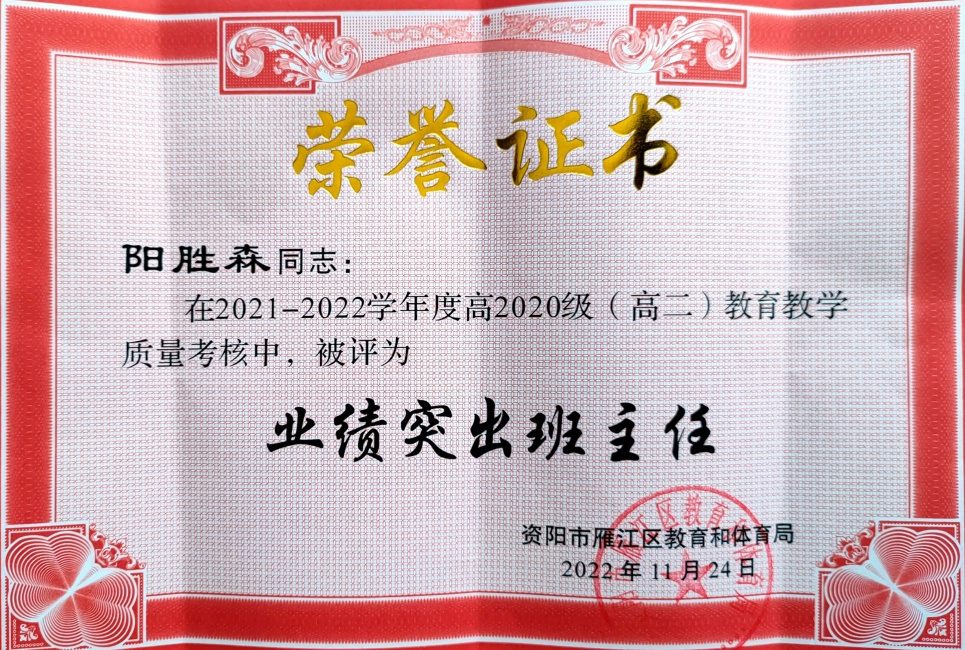 荣誉证书
阳胜森同志：
在2021-2022学年度高2020级（高二）教育教学
质量考核中，被评为
业绩突出班主任
资阳市雁江区教育和体育局
2022年11月24日